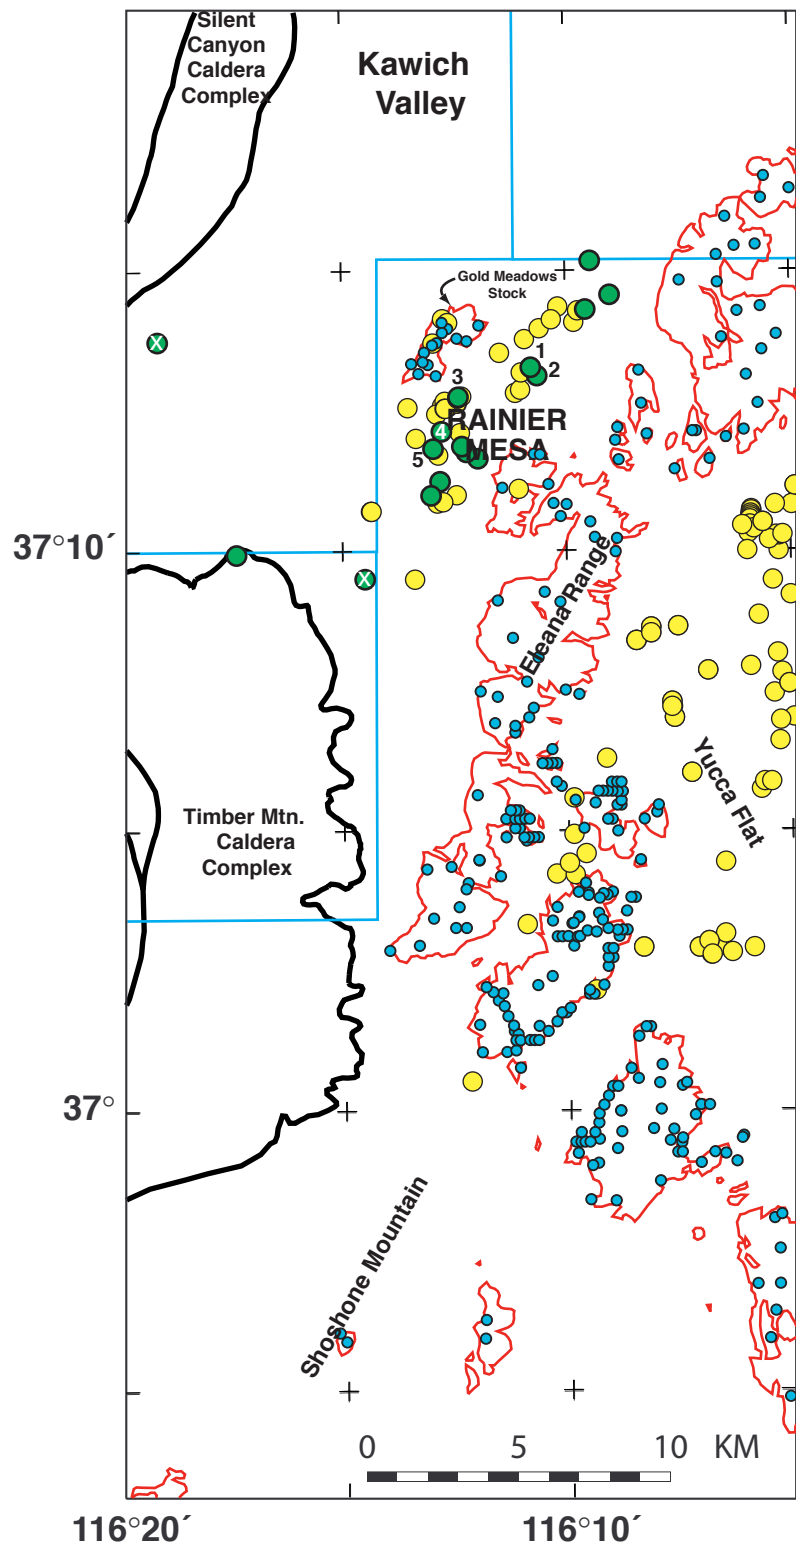 Silent
Canyon
Caldera
Complex
Kawich
Valley
Gold Meadows
Stock
X
1
2
3
4
RAINIER
MESA
5
37°10´
X
Eleana Range
Yucca Flat
Timber Mtn.
Caldera
Complex
37°
Shoshone Mountain
0 5 10 KM
116°20´ 116°10´